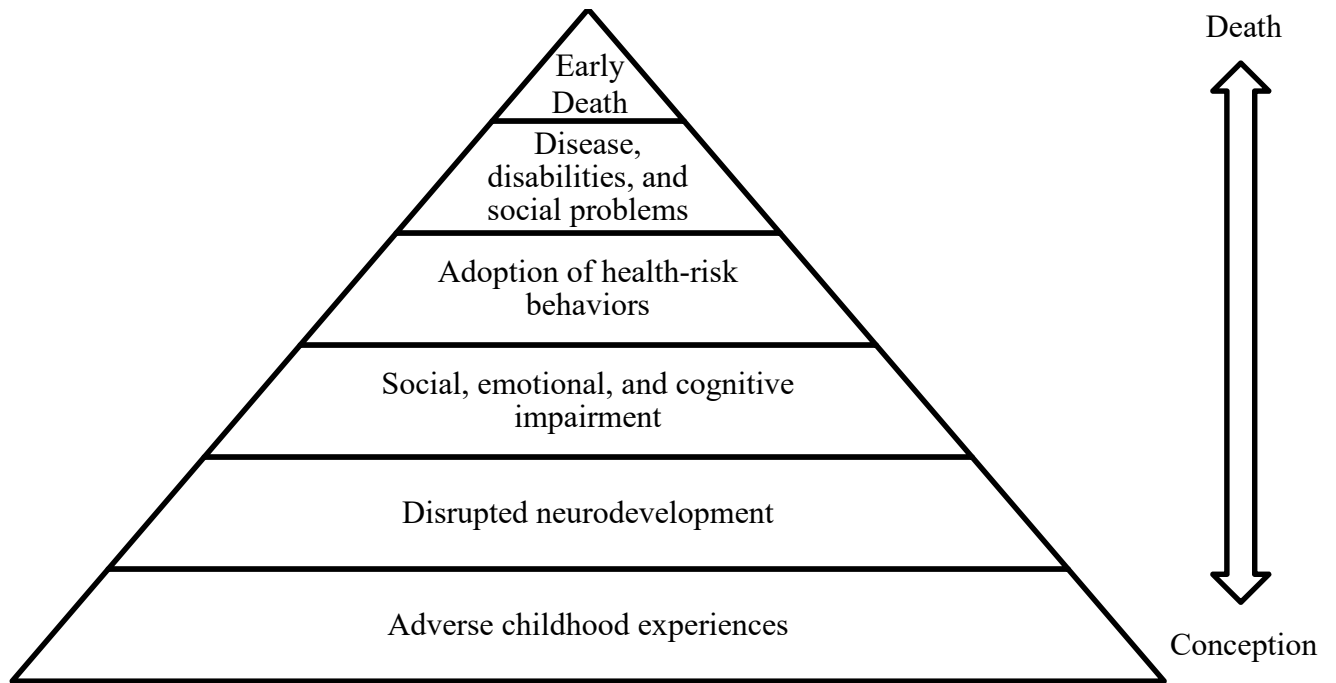 Death
Early
Death
Disease,
disabilities, and
social problems
Adoption of health-risk
behaviors
Social, emotional, and cognitive
impairment
Disrupted neurodevelopment
Adverse childhood experiences
Conception